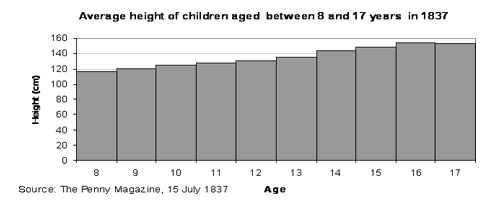 Average height of children aged between 8 and 17 years in 1837
Height (cm)
160
140
120
100
80
60
40
20
0
8 9 10 11 12 13 14 15 16 17
Source: The Penny Magazine, 15 July 1837 Age